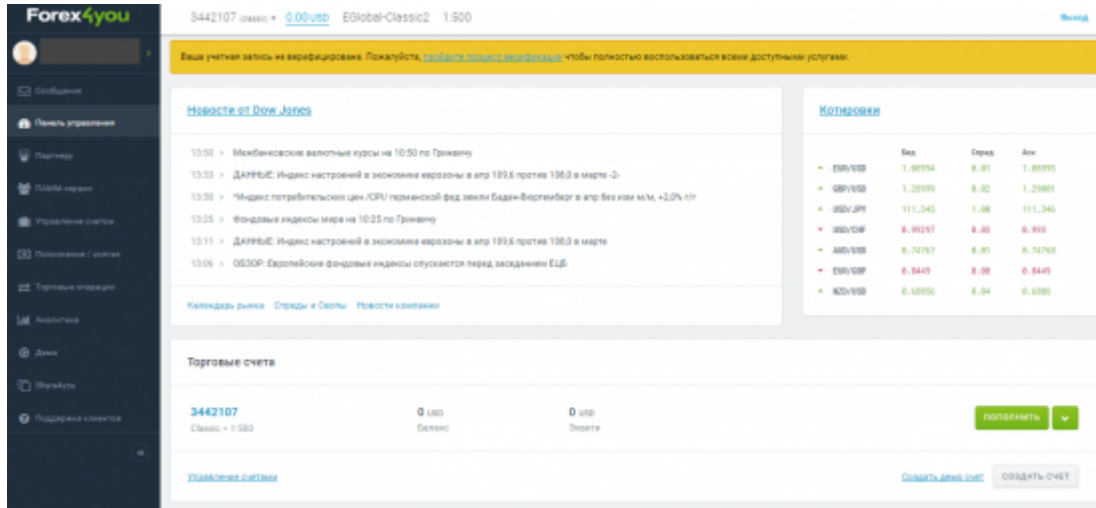 Forex4you
3442107 (classic) 0.00 USD EGlobal-Classic2 1:500 Выход
Ваша учетная запись не верифицирована. Пожалуйста, пройдите процесс верификации чтобы полностью воспользоваться всеми доступными услугами.
Сообщения
Панель управления
Партнеру
ПАММ-сервис
Управление счетом
Пополнение / снятие
Торговые операции
Аналитика
Демо
Share4you
Поддержка клиентов
Новости от Dow Jones
13:50 > Межбанковские валютные курсы на 10:50 по Гринвичу
13:33 > ДАННЫЕ: Индекс настроений в экономике еврозоны в апр 109,6 против 108,0 в марте -2-
13:30 > *Индекс потребительских цен /CPI/ германской фед. земли Баден-Вюртемберг в апр без изм м/м, +2,0% г/г
13:25 > Фондовые индексы мира на 10:25 по Гринвичу
13:11 > ДАННЫЕ: Индекс настроений в экономике еврозоны в апр 109,6 против 108,0 в марте
13:06 > ОБЗОР: Европейские фондовые индексы опускаются перед заседанием ЕЦБ
Календарь рынка Спреды и Свопы Новости компании
Котировки
Бид Спред Аск
EUR/USD 1.08994 0.01 1.08995
GBP/USD 1.28999 0.02 1.29001
USD/JPY 111.345 1.00 111.346
USD/CHF 0.99297 0.03 0.993
AUD/USD 0.74767 0.01 0.74768
EUR/GBP 0.8449 0.00 0.8449
NZD/USD 0.68856 0.04 0.6886
Торговые счета
3442107 0 USD 0 USD ПОПОЛНИТЬ
Classic - 1:500 Баланс Эквити
Управление счетами Создать демо счет СОЗДАТЬ СЧЕТ